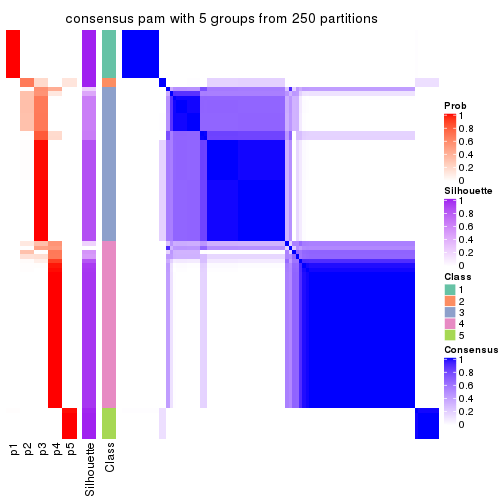 consensus pam with 5 groups from 250 partitions
Prob
1
0.8
0.6
0.4
0.2
0
Silhouette
1
0.8
0.6
0.4
0.2
0
Class
1
2
3
4
5
Consensus
1
0.8
0.6
0.4
0.2
0
p1
p2
p3
p4
p5
Silhouette
Class